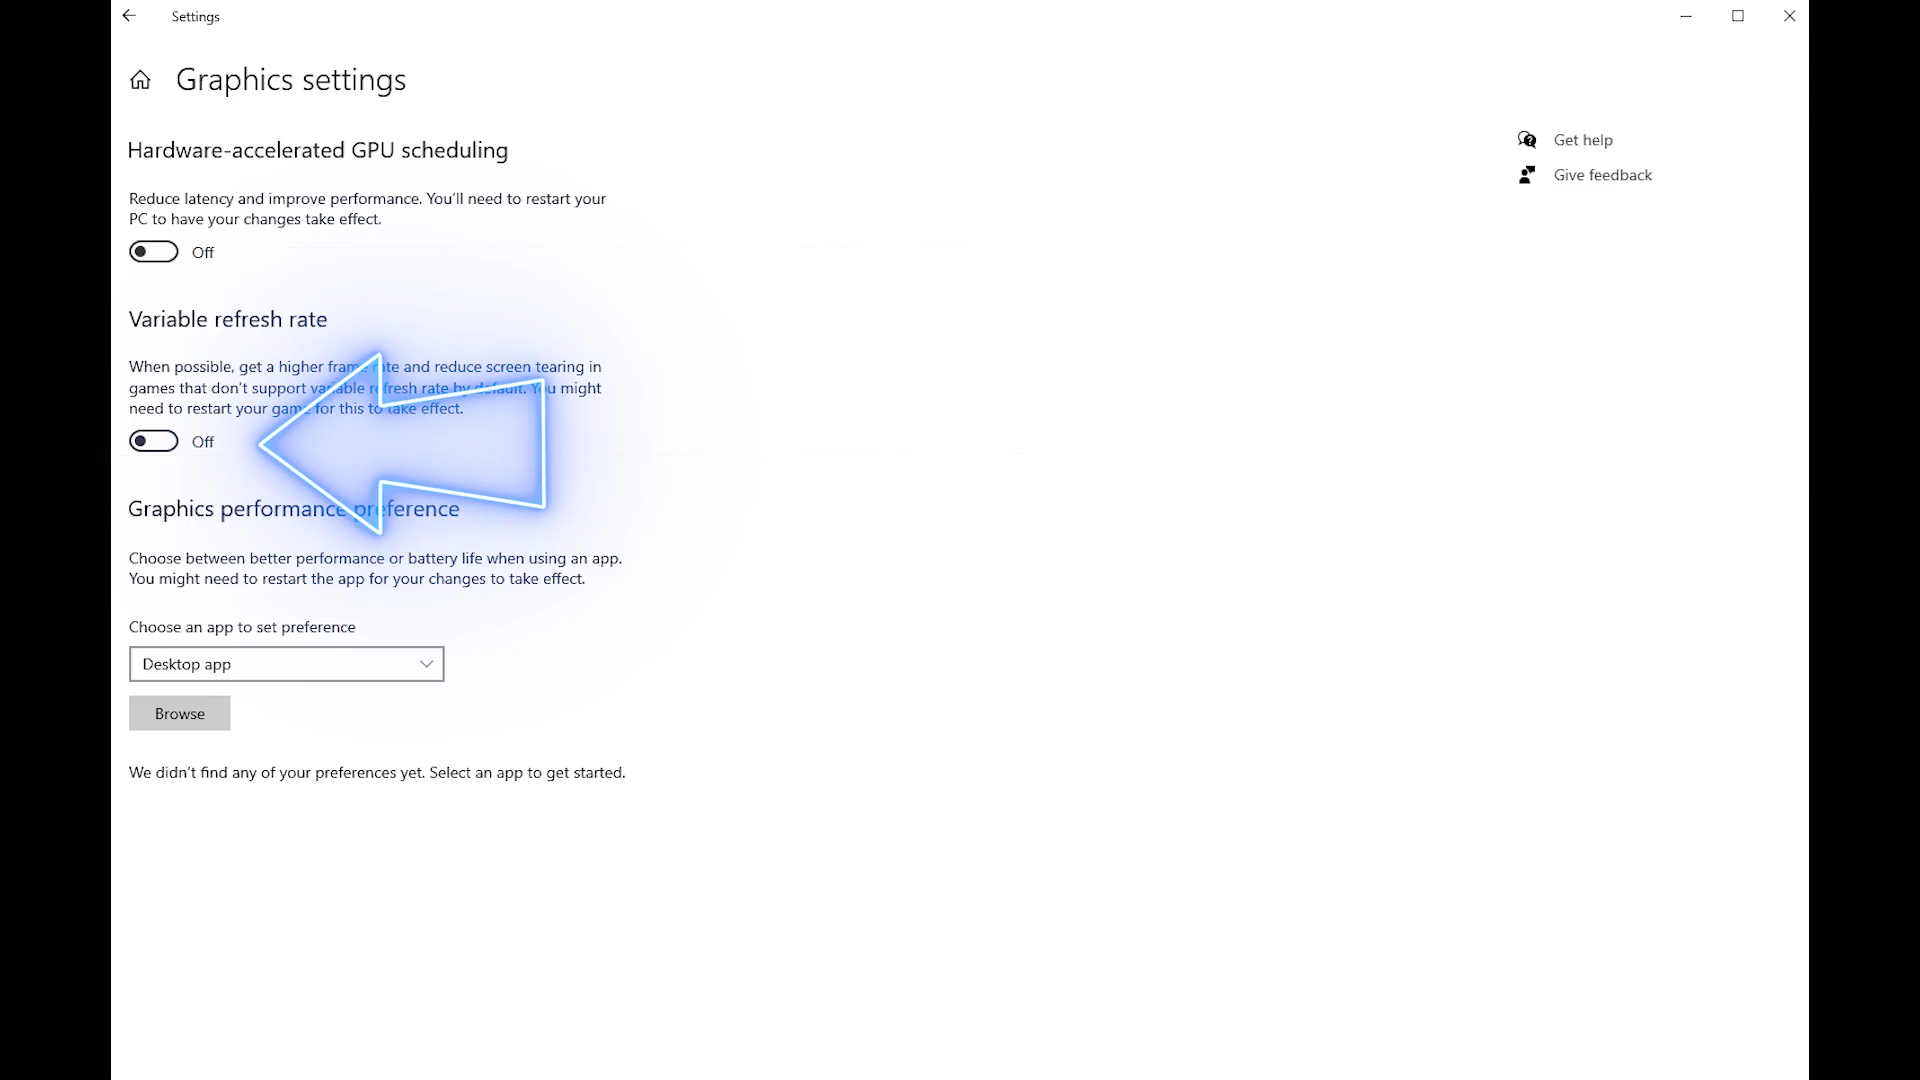 Settings
Graphics settings
Hardware-accelerated GPU scheduling
Reduce latency and improve performance. You’ll need to restart your
PC to have your changes take effect.
Off
Variable refresh rate
When possible, get a higher frame rate and reduce screen tearing in
games that don’t support variable refresh rate by default. You might
need to restart your game for this to take effect.
Off
Graphics performance preference
Choose between better performance or battery life when using an app.
You might need to restart the app for your changes to take effect.
Choose an app to set preference
Desktop app
Browse
We didn’t find any of your preferences yet. Select an app to get started.
Get help
Give feedback